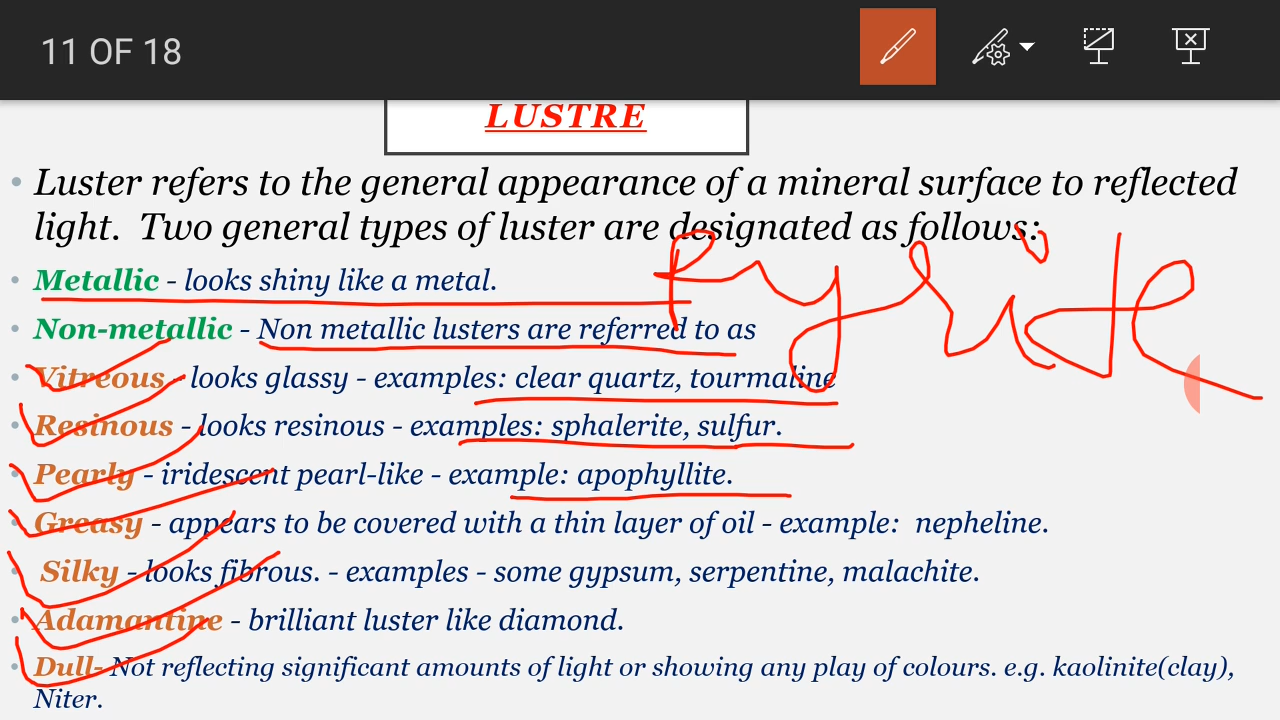 11 OF 18
LUSTRE
• Luster refers to the general appearance of a mineral surface to reflected
light. Two general types of luster are designated as follows:
• Metallic - looks shiny like a metal.
• Non-metallic - Non metallic lusters are referred to as
• Vitreous - looks glassy - examples: clear quartz, tourmaline
• Resinous - looks resinous - examples: sphalerite, sulfur.
• Pearly - iridescent pearl-like - example: apophyllite.
• Greasy - appears to be covered with a thin layer of oil - example: nepheline.
• Silky - looks fibrous. - examples - some gypsum, serpentine, malachite.
• Adamantine - brilliant luster like diamond.
• Dull- Not reflecting significant amounts of light or showing any play of colours. e.g. kaolinite(clay),
Niter.
Pyrite